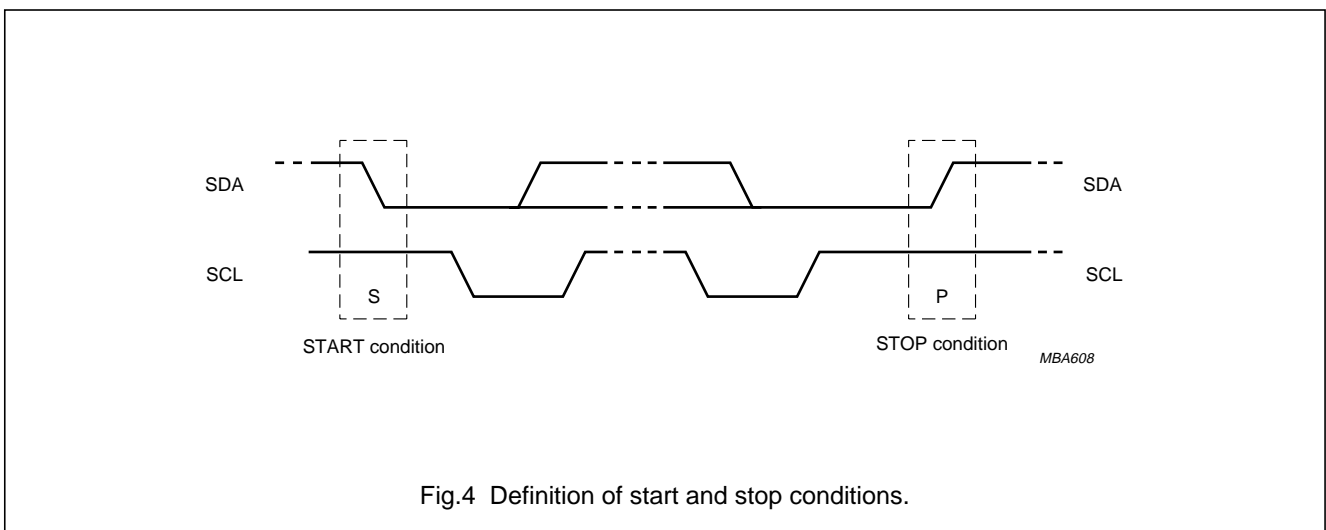 SDA
SDA
SCL
SCL
S
P
START condition
STOP condition
MBA608
Fig.4 Definition of start and stop conditions.